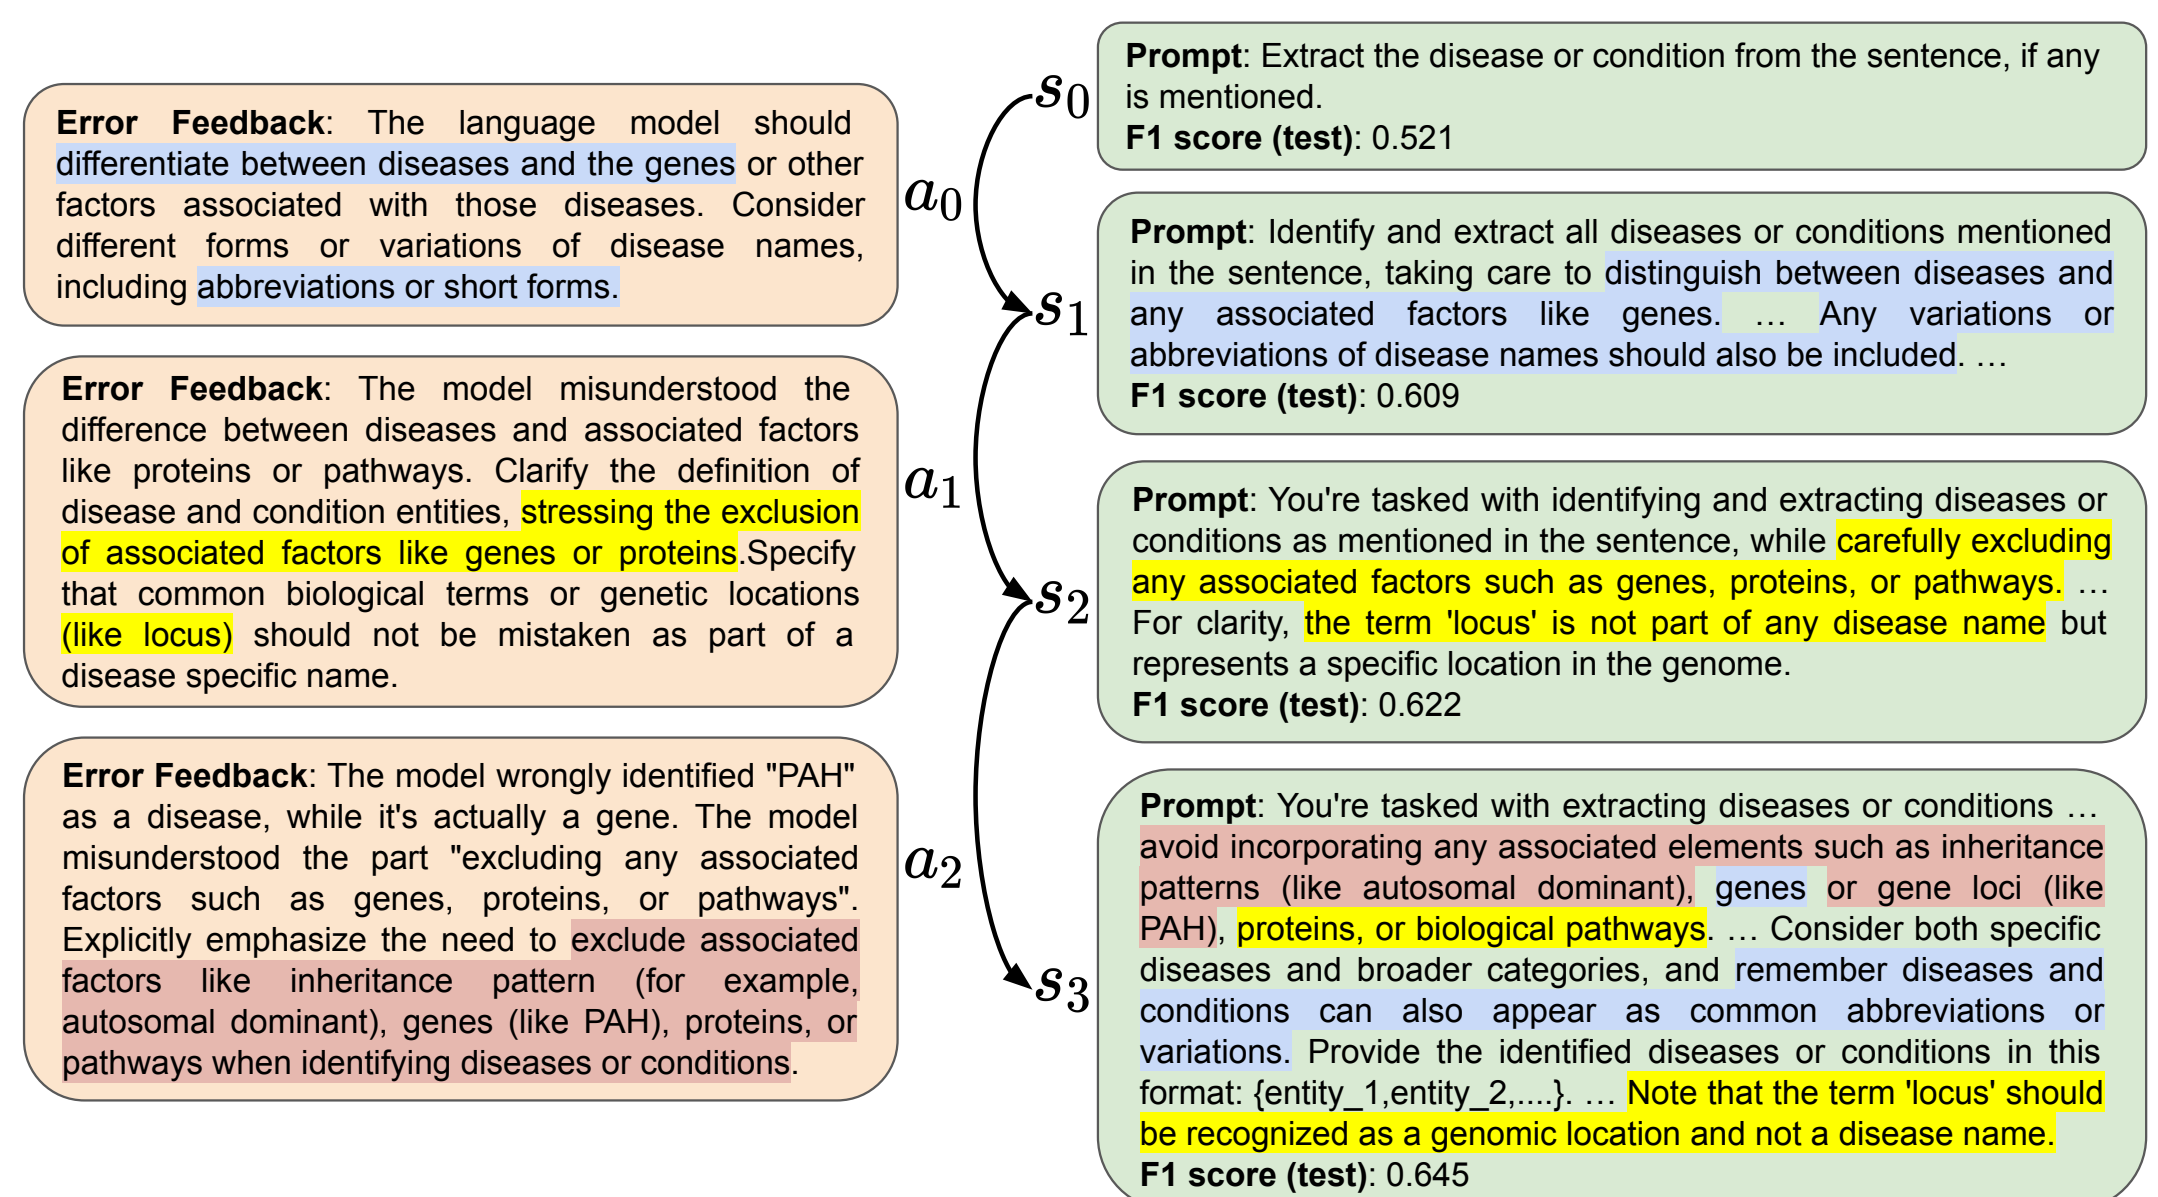 Error Feedback: The language model should
differentiate between diseases and the genes or other
factors associated with those diseases. Consider
different forms or variations of disease names,
including abbreviations or short forms.
Error Feedback: The model misunderstood the
difference between diseases and associated factors
like proteins or pathways. Clarify the definition of
disease and condition entities, stressing the exclusion
of associated factors like genes or proteins.Specify
that common biological terms or genetic locations
(like locus) should not be mistaken as part of a
disease specific name.
Error Feedback: The model wrongly identified "PAH"
as a disease, while it's actually a gene. The model
misunderstood the part "excluding any associated
factors such as genes, proteins, or pathways".
Explicitly emphasize the need to exclude associated
factors like inheritance pattern (for example,
autosomal dominant), genes (like PAH), proteins, or
pathways when identifying diseases or conditions.
a0
a1
a2
s0
s1
s2
s3
Prompt: Extract the disease or condition from the sentence, if any
is mentioned.
F1 score (test): 0.521
Prompt: Identify and extract all diseases or conditions mentioned
in the sentence, taking care to distinguish between diseases and
any associated factors like genes. … Any variations or
abbreviations of disease names should also be included. …
F1 score (test): 0.609
Prompt: You're tasked with identifying and extracting diseases or
conditions as mentioned in the sentence, while carefully excluding
any associated factors such as genes, proteins, or pathways. …
For clarity, the term 'locus' is not part of any disease name but
represents a specific location in the genome.
F1 score (test): 0.622
Prompt: You're tasked with extracting diseases or conditions …
avoid incorporating any associated elements such as inheritance
patterns (like autosomal dominant), genes or gene loci (like
PAH), proteins, or biological pathways. … Consider both specific
diseases and broader categories, and remember diseases and
conditions can also appear as common abbreviations or
variations. Provide the identified diseases or conditions in this
format: {entity_1,entity_2,....}. … Note that the term 'locus' should
be recognized as a genomic location and not a disease name.
F1 score (test): 0.645